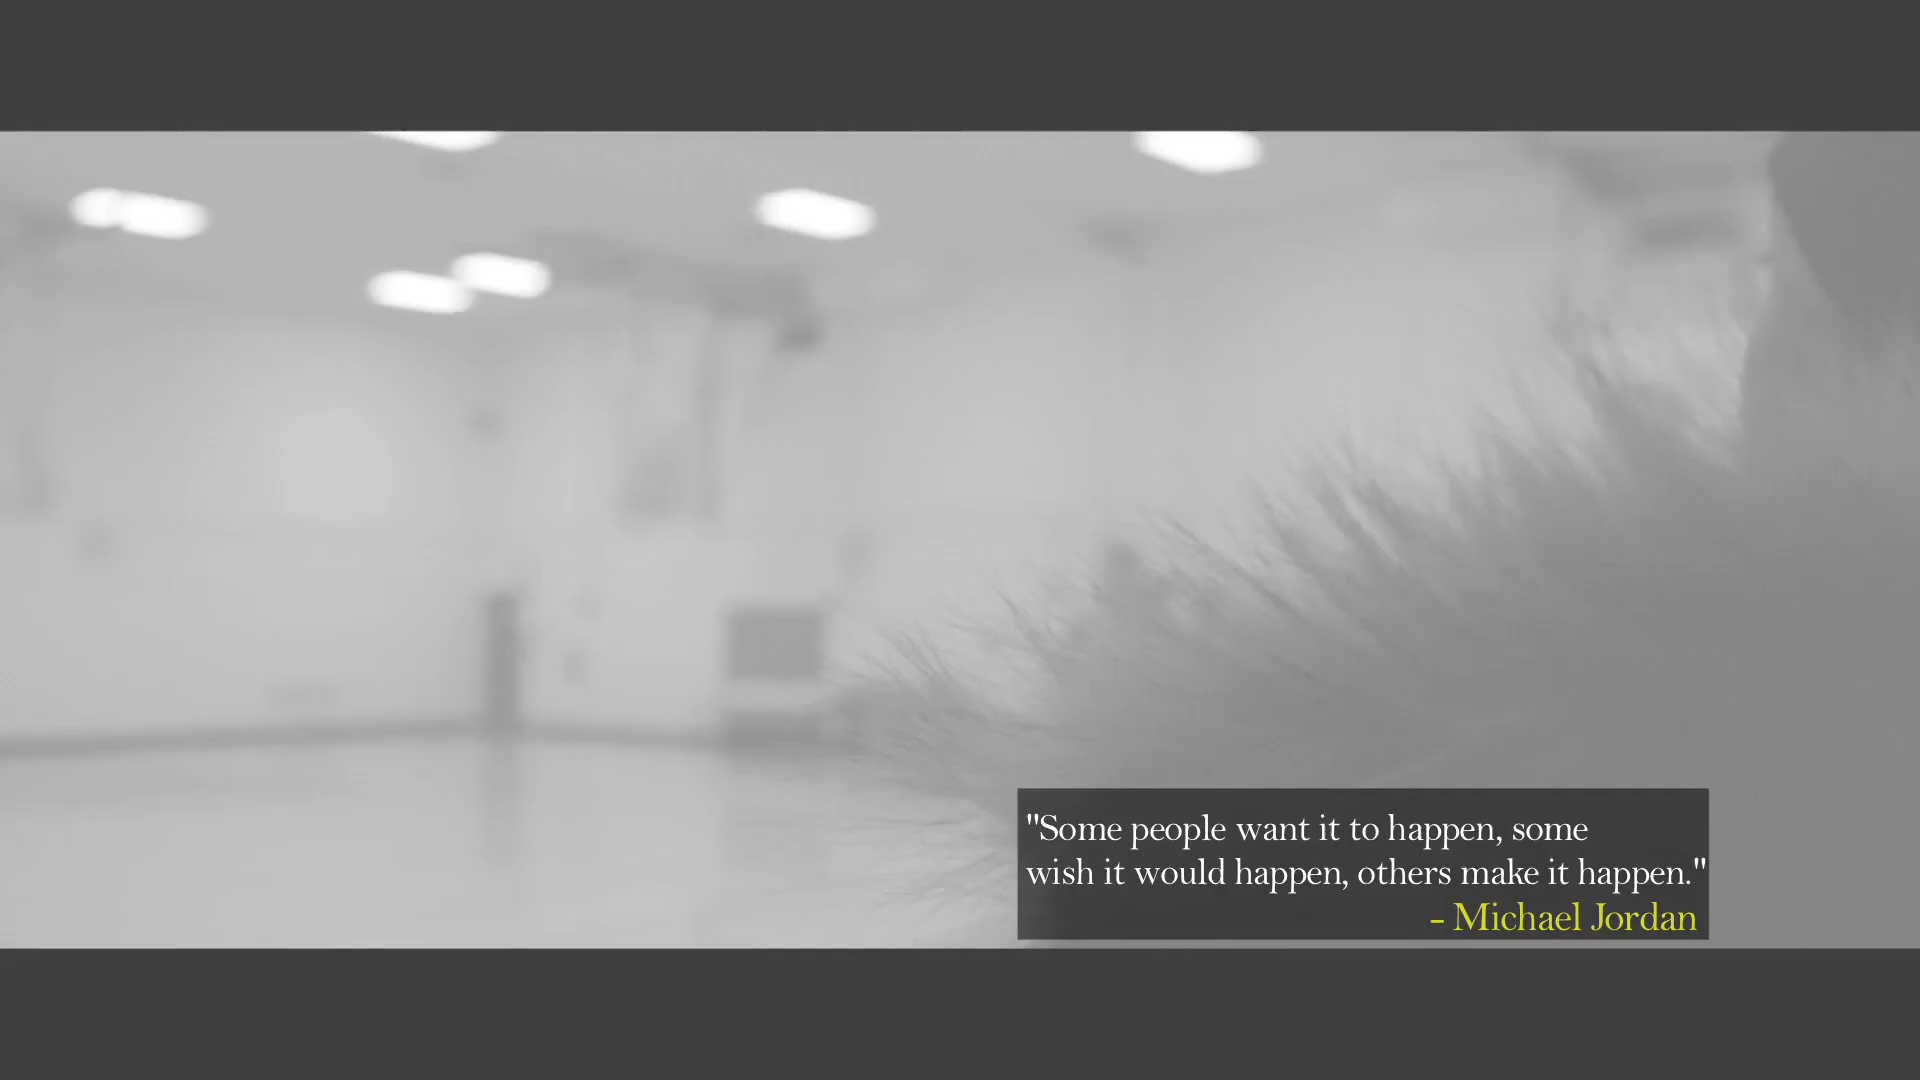 "Some people want it to happen, some
wish it would happen, others make it happen."
- Michael Jordan